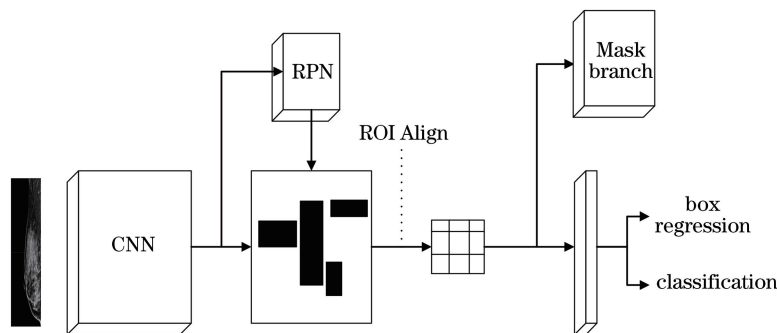 RPN
Mask
branch
ROI Align
CNN
box
regression
classification